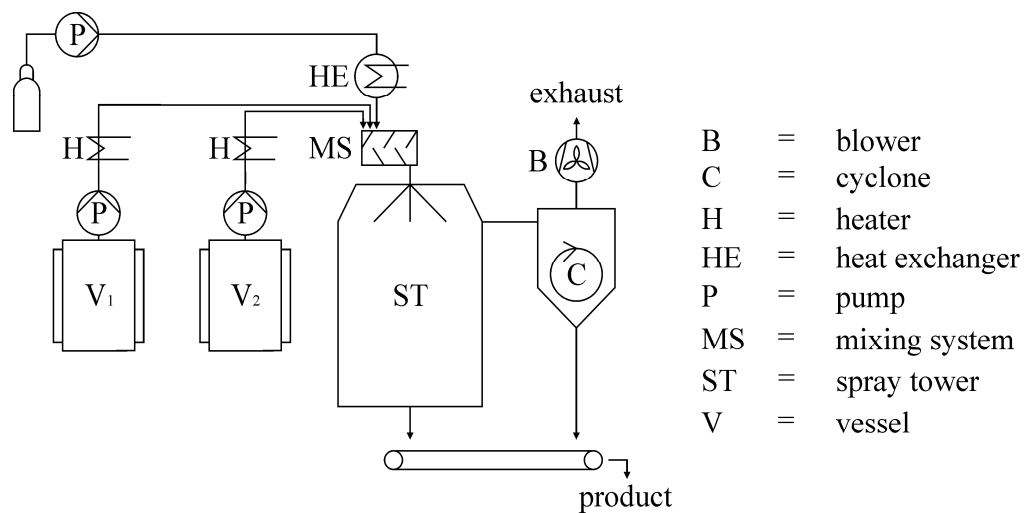 P
HE
exhaust
H
H
MS
B
P
P
V1
V2
ST
C
product
B = blower
C = cyclone
H = heater
HE = heat exchanger
P = pump
MS = mixing system
ST = spray tower
V = vessel